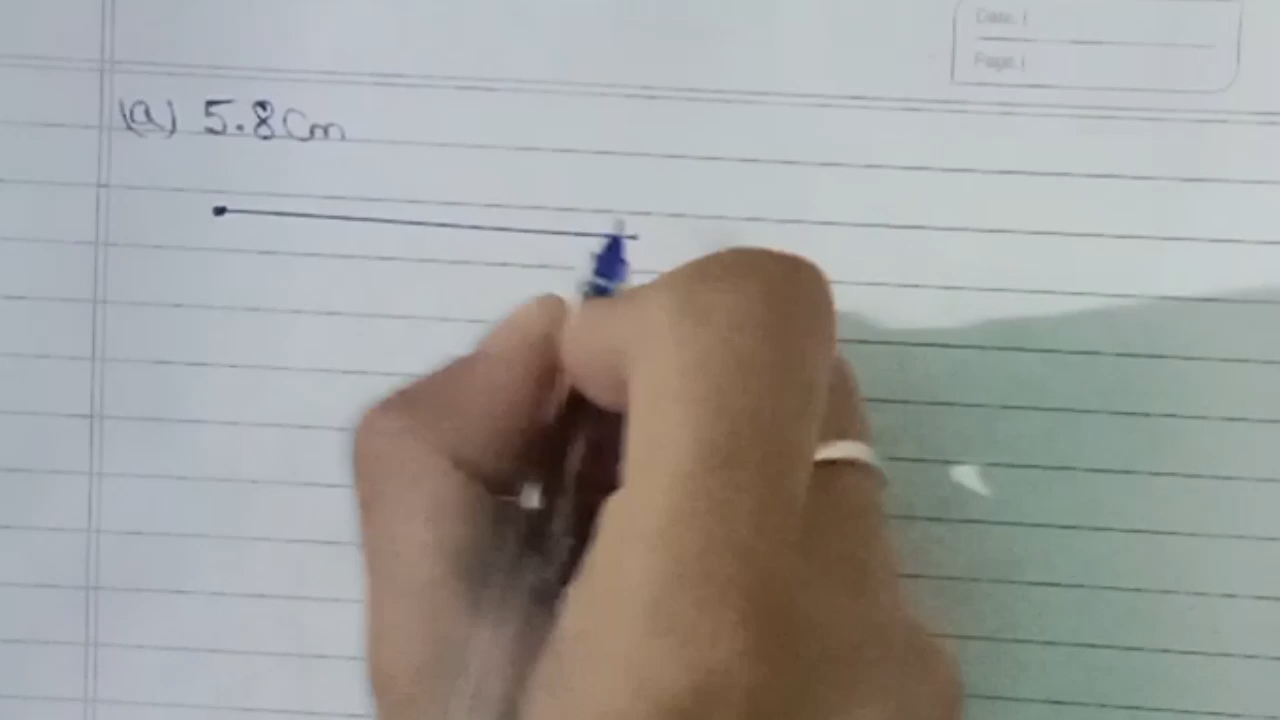 Date. |
Page. |
(a) 5.8 cm